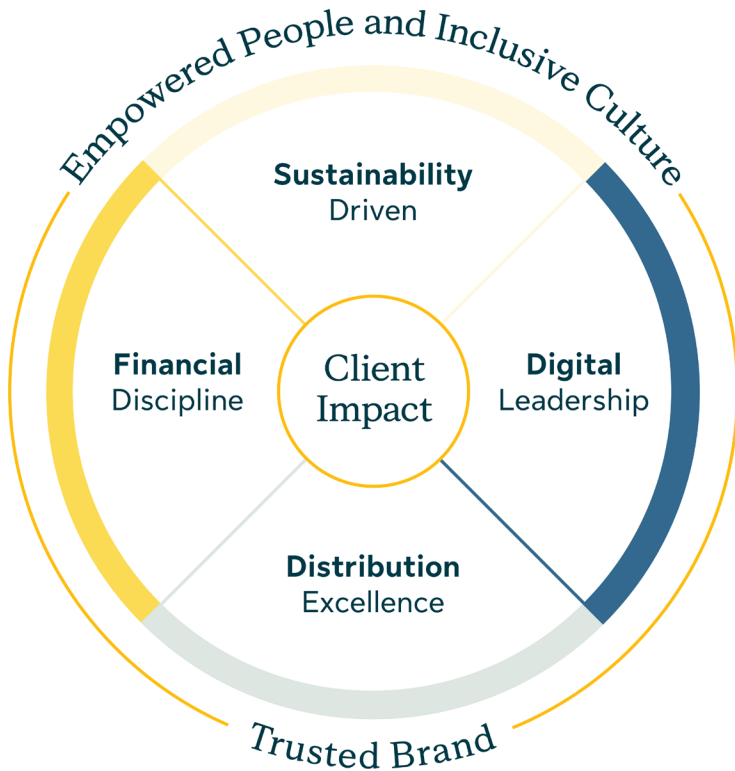 Empowered People and Inclusive Culture
Sustainability
Driven
Financial
Discipline
Client
Impact
Digital
Leadership
Distribution
Excellence
Trusted Brand